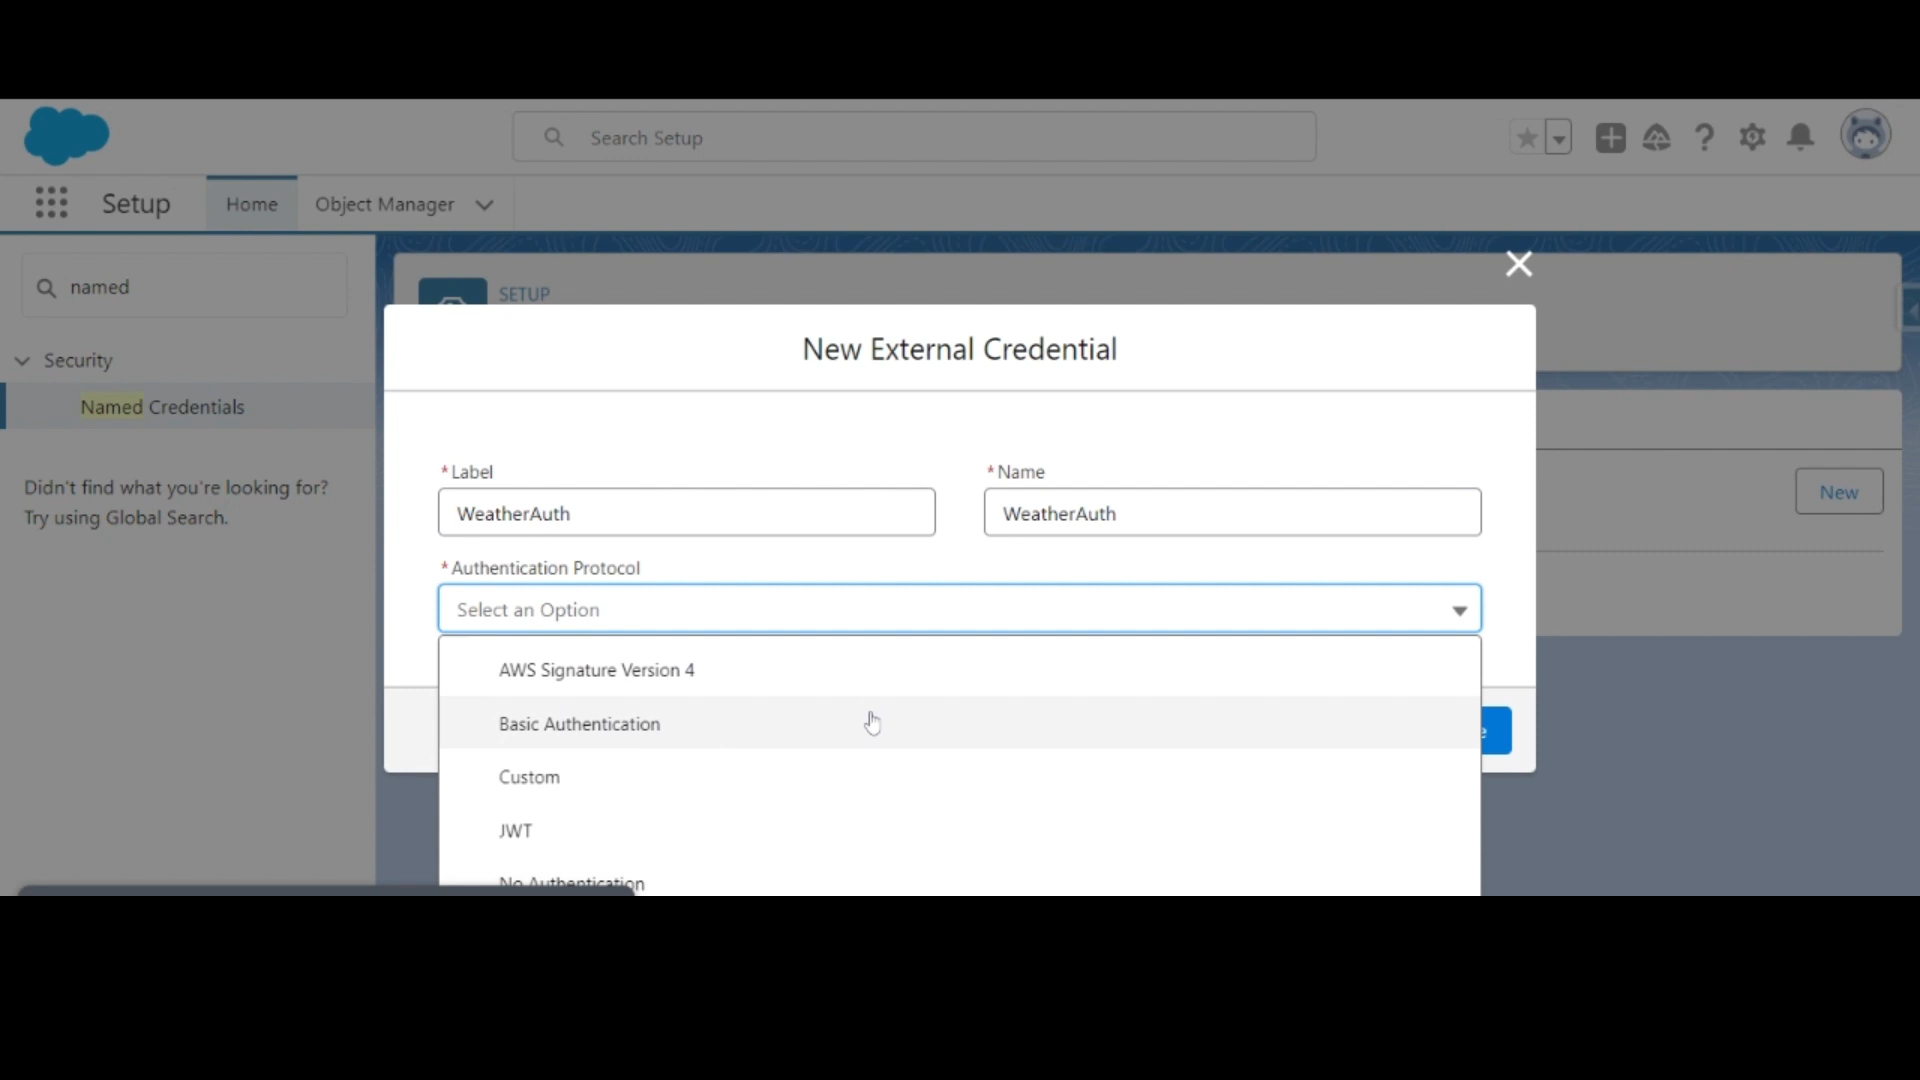 Search Setup
Setup
Home
Object Manager
named
Security
Named Credentials
Didn't find what you're looking for?
Try using Global Search.
SETUP
New External Credential
*Label
*Name
WeatherAuth
WeatherAuth
*Authentication Protocol
Select an Option
AWS Signature Version 4
Basic Authentication
Custom
JWT
No Authentication
New
e